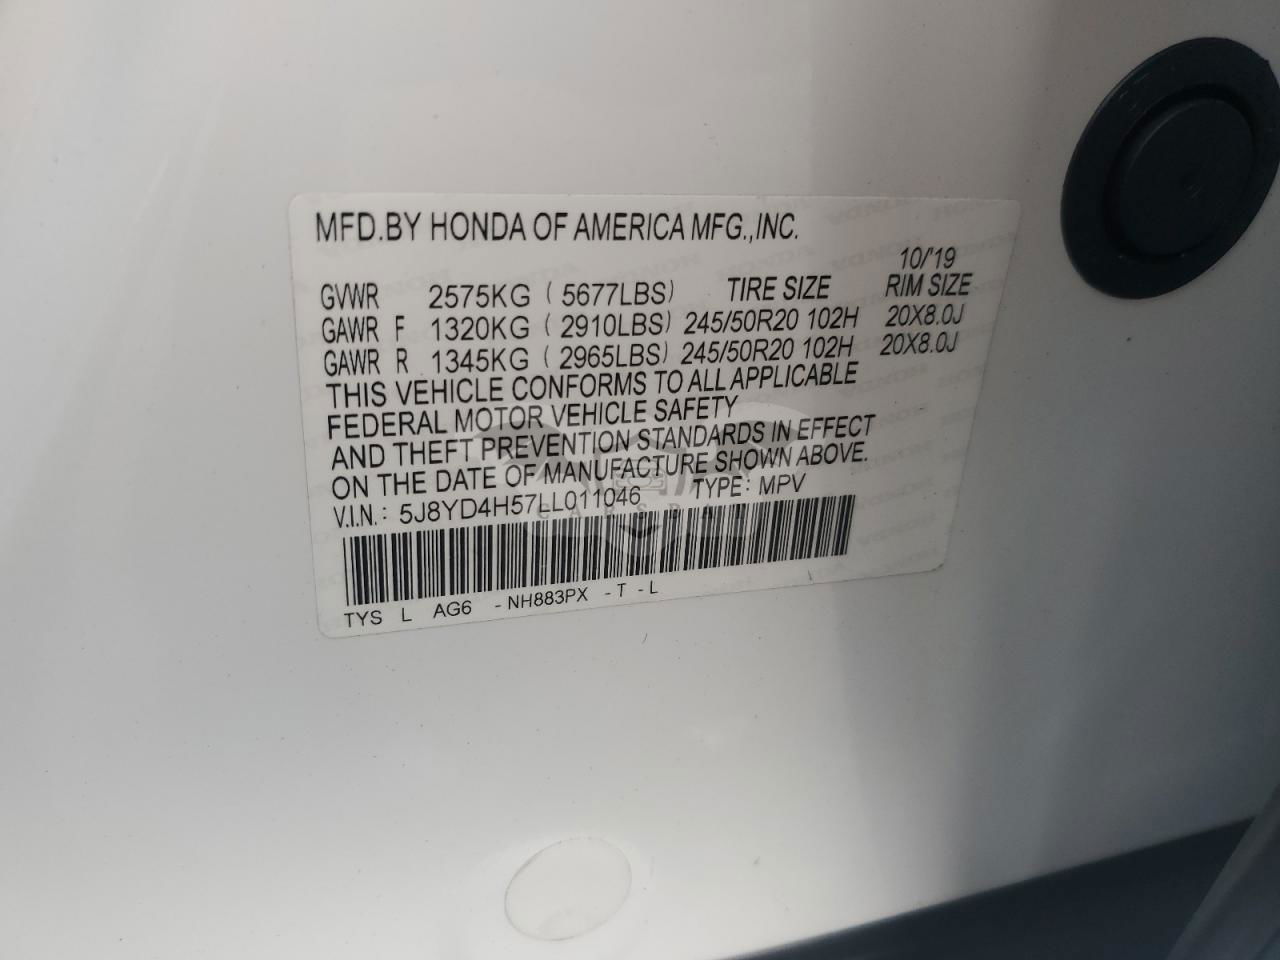 MFD.BY HONDA OF AMERICA MFG.,INC.
10/'19
GVWR 2575KG ( 5677LBS) TIRE SIZE RIM SIZE
GAWR F 1320KG ( 2910LBS) 245/50R20 102H 20X8.0J
GAWR R 1345KG ( 2965LBS) 245/50R20 102H 20X8.0J
THIS VEHICLE CONFORMS TO ALL APPLICABLE
FEDERAL MOTOR VEHICLE SAFETY
AND THEFT PREVENTION STANDARDS IN EFFECT
ON THE DATE OF MANUFACTURE SHOWN ABOVE.
V.I.N.: 5J8YD4H57LL011046 TYPE: MPV
TYS L AG6 -NH883PX -T -L